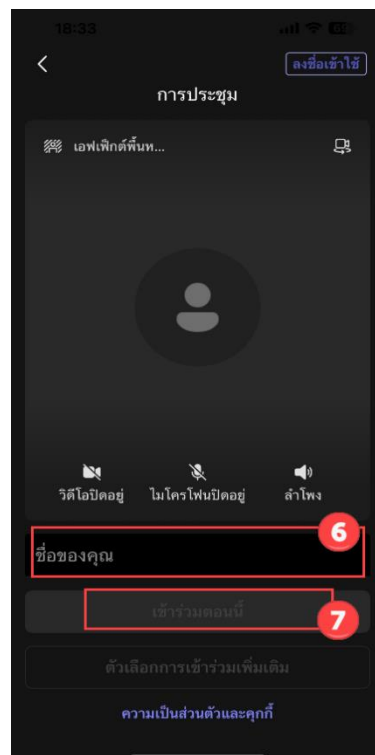 18:33
ลงชื่อเข้าใช้
การประชุม
เอฟเฟ็กต์พื้นท...
วิดีโอปิดอยู่ ไมโครโฟนปิดอยู่ ลำโพง
6
ชื่อของคุณ
เข้าร่วมตอนนี้
7
ตัวเลือกการเข้าร่วมเพิ่มเติม
ความเป็นส่วนตัวและคุกกี้